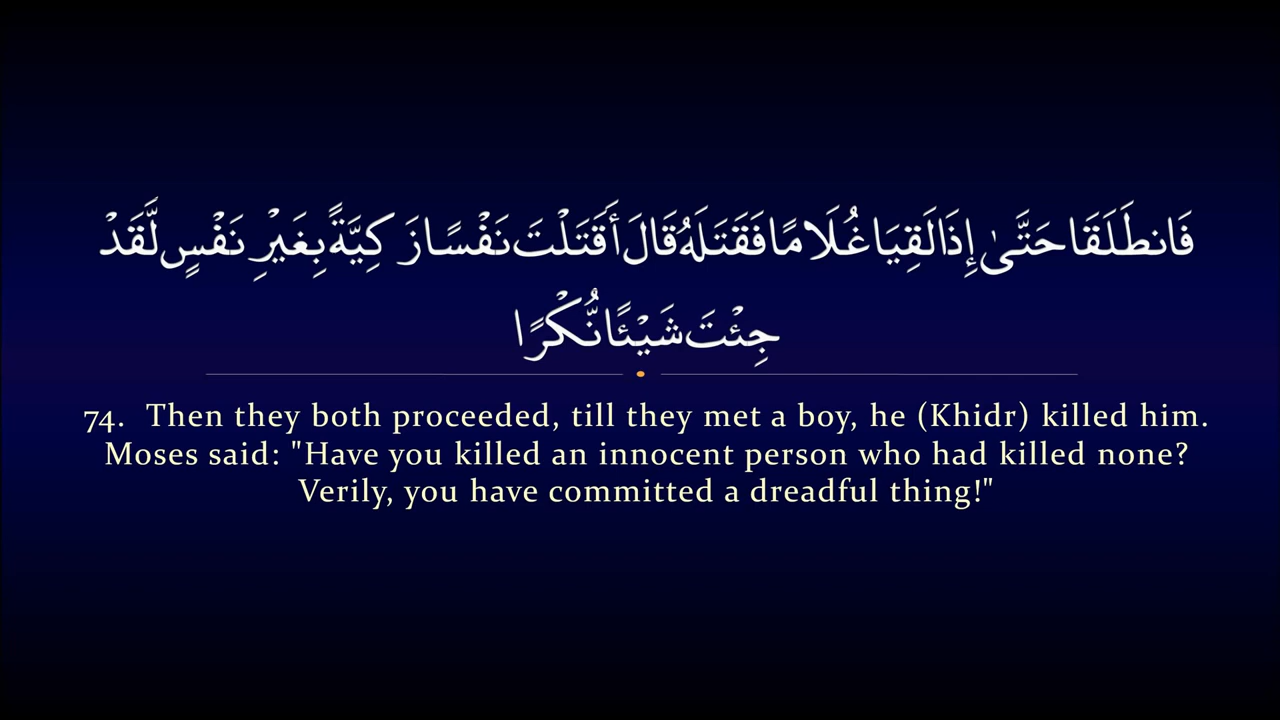 فَانطَلَقَا حَتَّىٰ إِذَا لَقِيَا غُلَامًا فَقَتَلَهُ قَالَ أَقَتَلْتَ نَفْسًا زَكِيَّةً بِغَيْرِ نَفْسٍ لَّقَدْ
جِئْتَ شَيْئًا نُّكْرًا
74. Then they both proceeded, till they met a boy, he (Khidr) killed him.
Moses said: "Have you killed an innocent person who had killed none?
Verily, you have committed a dreadful thing!"